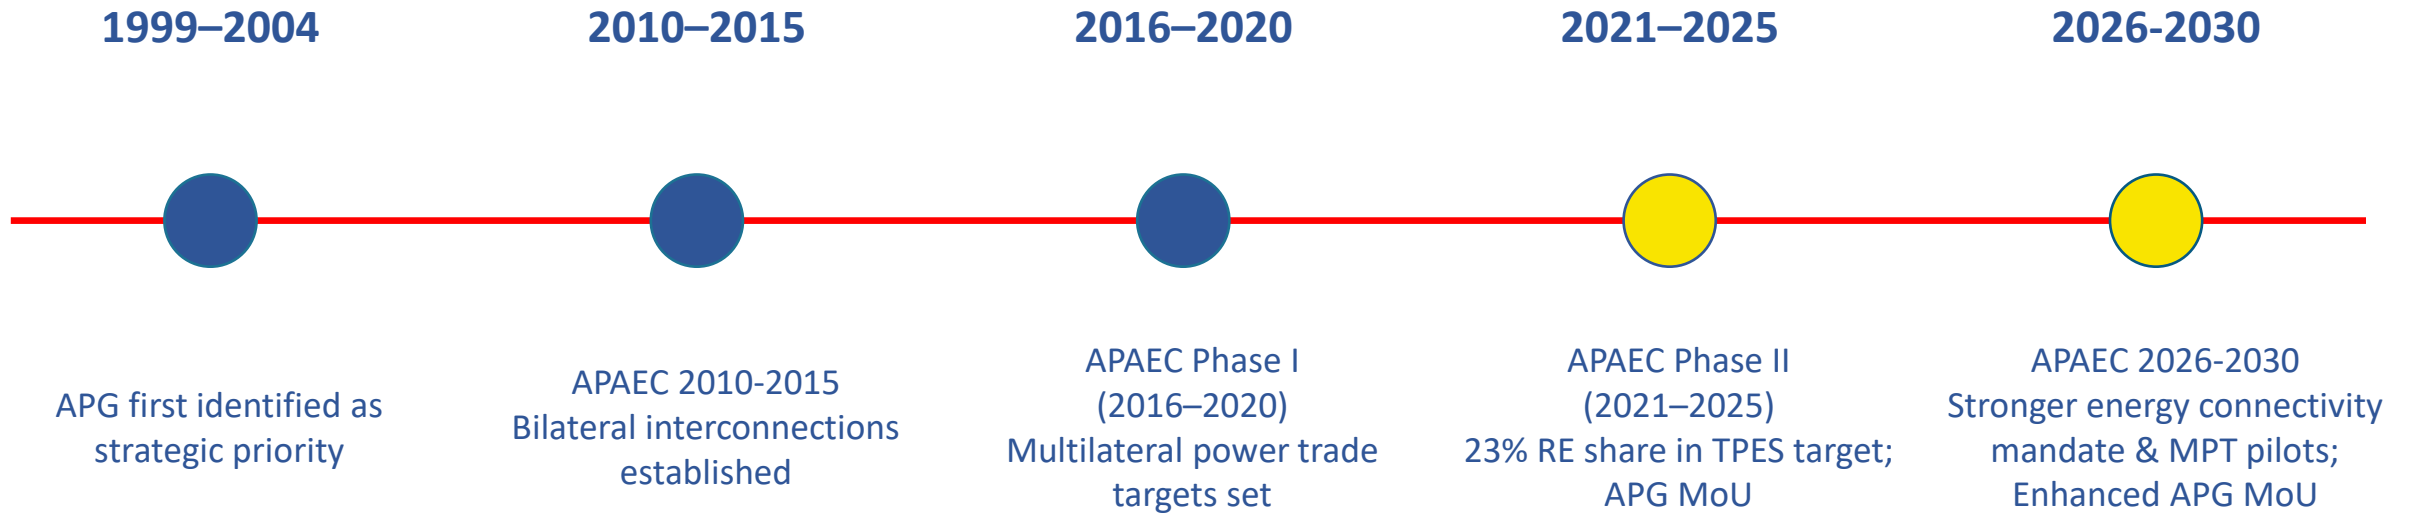 1999–2004
2010–2015
2016–2020
2021–2025
2026-2030
APG first identified as
strategic priority
APAEC 2010-2015
Bilateral interconnections
established
APAEC Phase I
(2016–2020)
Multilateral power trade
targets set
APAEC Phase II
(2021–2025)
23% RE share in TPES target;
APG MoU
APAEC 2026-2030
Stronger energy connectivity
mandate & MPT pilots;
Enhanced APG MoU